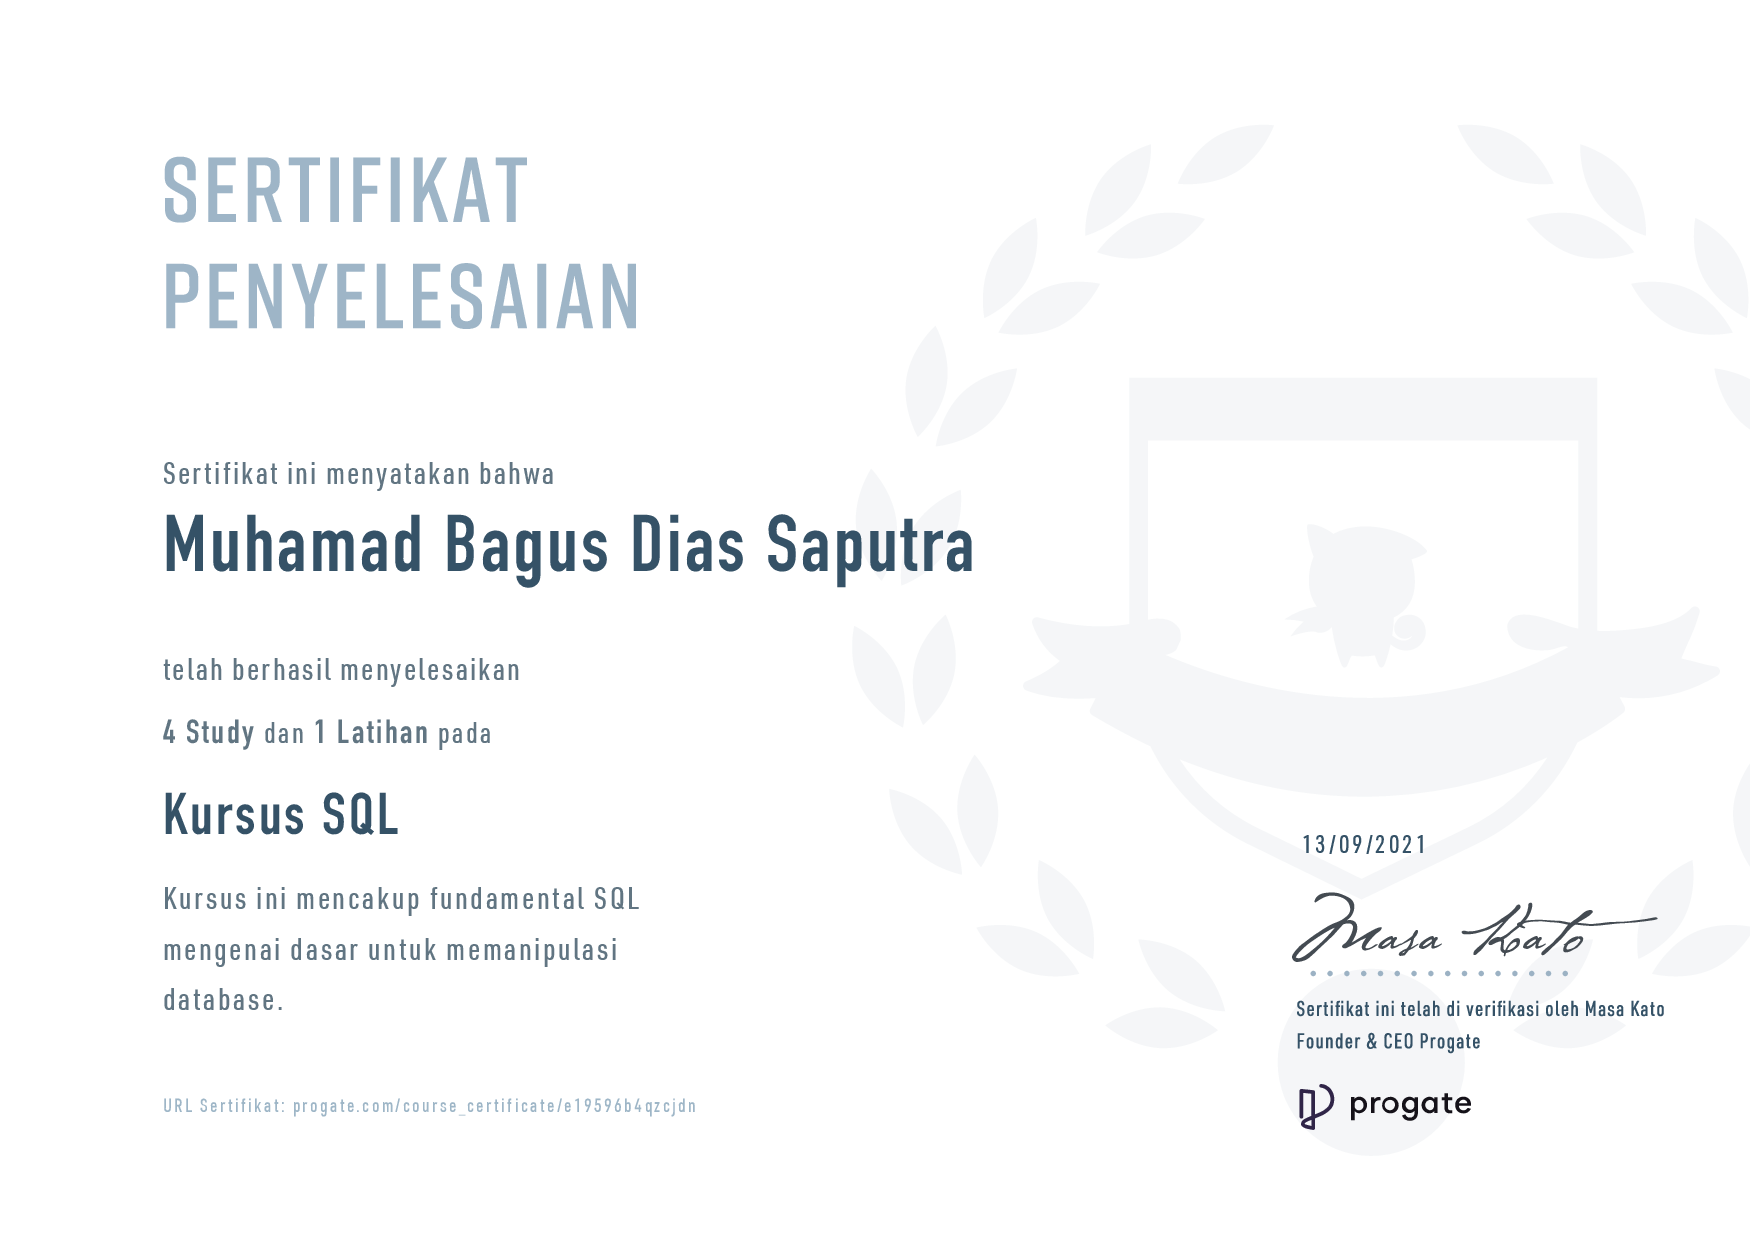 SERTIFIKAT
PENYELESAIAN
Sertifikat ini menyatakan bahwa
Muhamad Bagus Dias Saputra
telah berhasil menyelesaikan
4 Study dan 1 Latihan pada
Kursus SQL
Kursus ini mencakup fundamental SQL
mengenai dasar untuk memanipulasi
database.
URL Sertifikat: progate.com/course_certificate/e19596b4qzcjdn
13/09/2021
Masa Kato
Sertifikat ini telah di verifikasi oleh Masa Kato
Founder & CEO Progate
progate